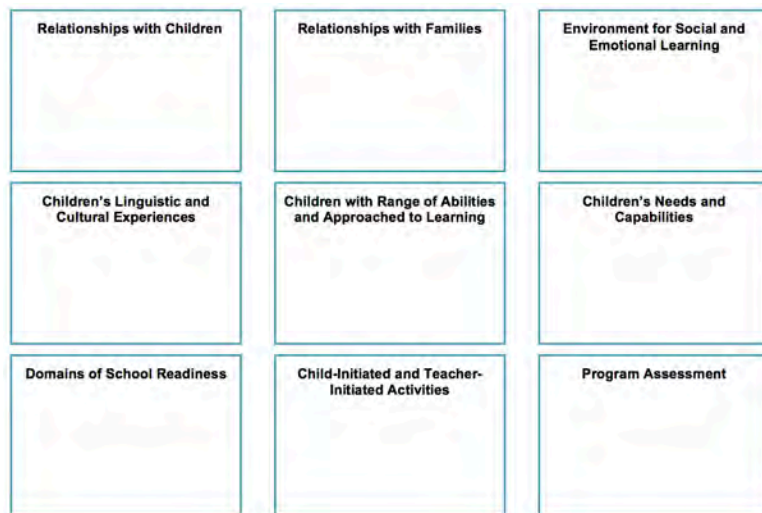 Relationships with Children
Relationships with Families
Environment for Social and
Emotional Learning
Children's Linguistic and
Cultural Experiences
Children with Range of Abilities
and Approached to Learning
Children's Needs and
Capabilities
Domains of School Readiness
Child-Initiated and Teacher-
Initiated Activities
Program Assessment